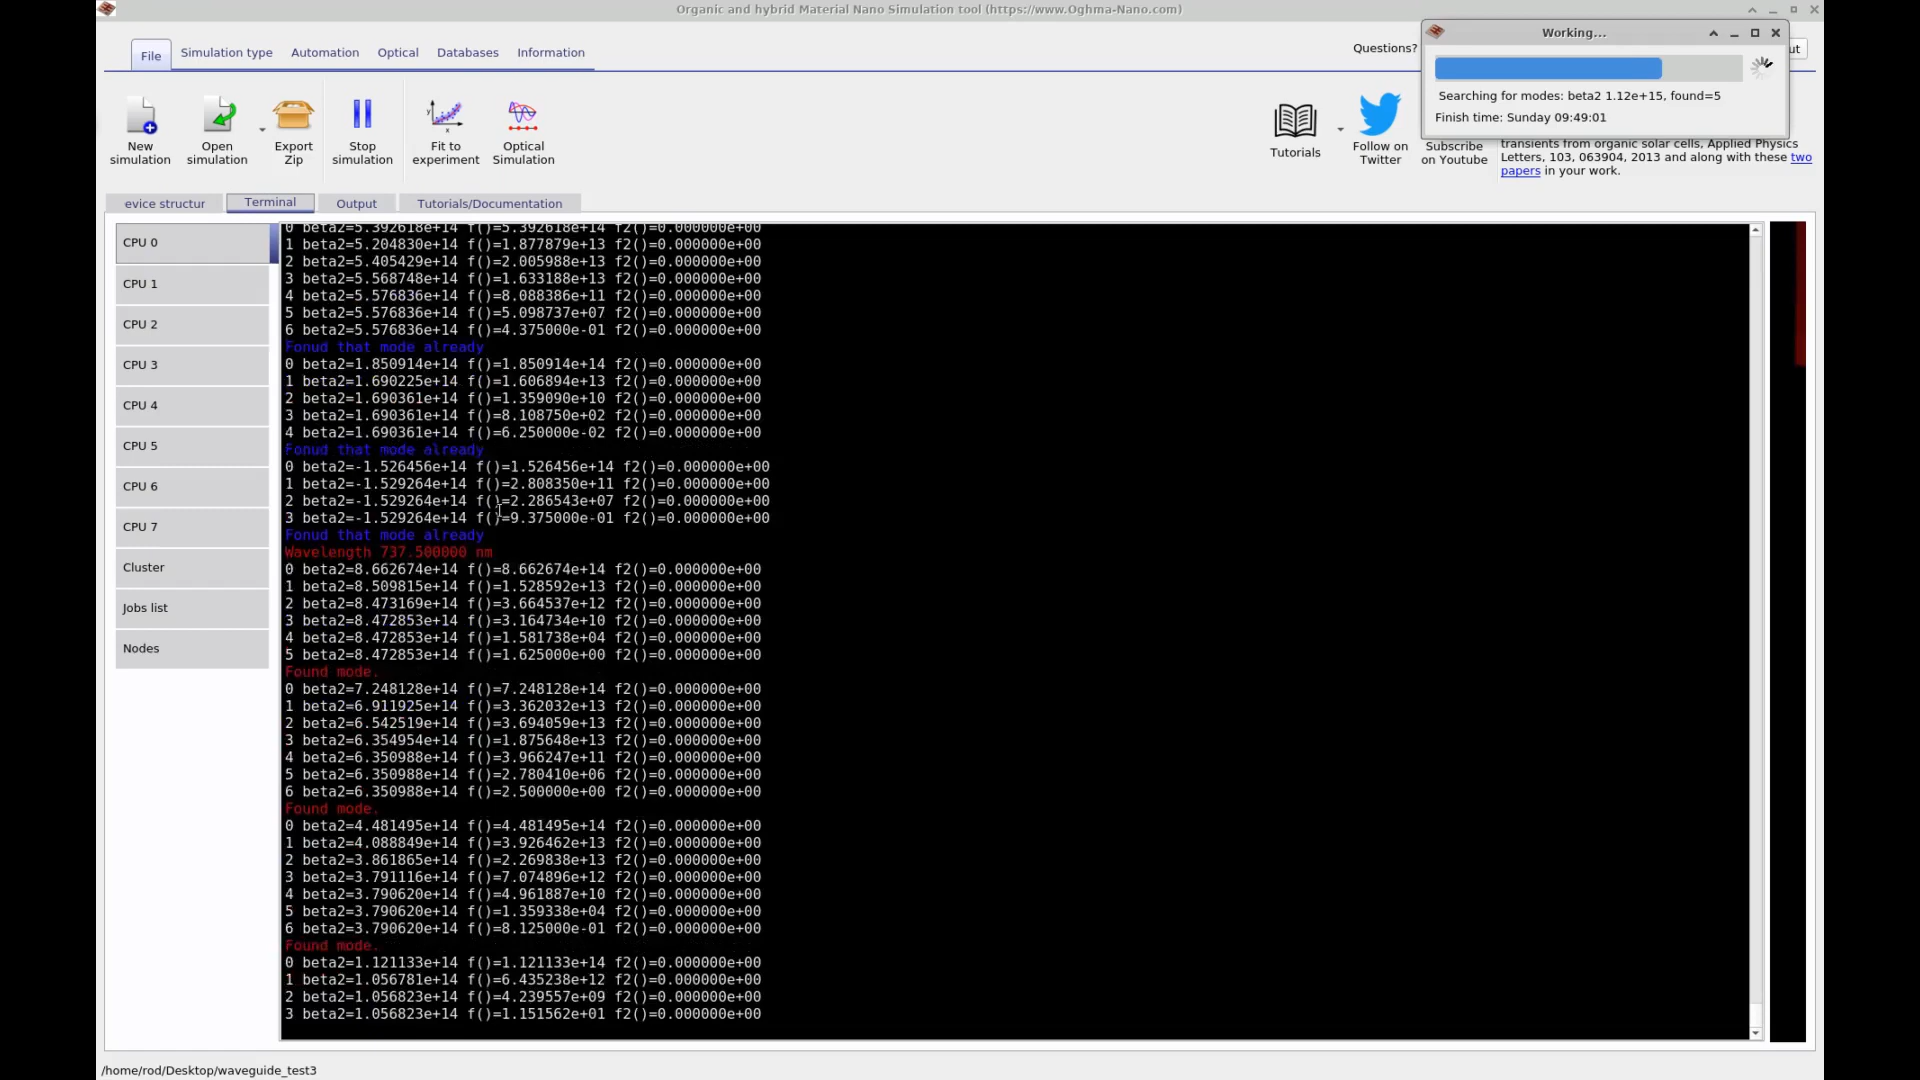 Organic and hybrid Material Nano Simulation tool (https://www.Oghma-Nano.com)
Working...
Searching for modes: beta2 1.12e+15, found=5
Finish time: Sunday 09:49:01
File Simulation type Automation Optical Databases Information
Questions?
ut
New simulation
Open simulation
Export Zip
Stop simulation
Fit to experiment
Optical Simulation
Tutorials
Follow on Twitter
Subscribe on Youtube
transients from organic solar cells, Applied Physics
Letters, 103, 063904, 2013 and along with these two
papers in your work.
evice structur Terminal Output Tutorials/Documentation
CPU 0
CPU 1
CPU 2
CPU 3
CPU 4
CPU 5
CPU 6
CPU 7
Cluster
Jobs list
Nodes
0 beta2=5.392618e+14 f()=5.392618e+14 f2()=0.000000e+00
1 beta2=5.204830e+14 f()=1.877879e+13 f2()=0.000000e+00
2 beta2=5.405429e+14 f()=2.005988e+13 f2()=0.000000e+00
3 beta2=5.568748e+14 f()=1.633188e+13 f2()=0.000000e+00
4 beta2=5.576836e+14 f()=8.088386e+11 f2()=0.000000e+00
5 beta2=5.576836e+14 f()=5.098737e+07 f2()=0.000000e+00
6 beta2=5.576836e+14 f()=4.375000e-01 f2()=0.000000e+00
Fonud that mode already
0 beta2=1.850914e+14 f()=1.850914e+14 f2()=0.000000e+00
1 beta2=1.690225e+14 f()=1.606894e+13 f2()=0.000000e+00
2 beta2=1.690361e+14 f()=1.359090e+10 f2()=0.000000e+00
3 beta2=1.690361e+14 f()=8.108750e+02 f2()=0.000000e+00
4 beta2=1.690361e+14 f()=6.250000e-02 f2()=0.000000e+00
Fonud that mode already
0 beta2=-1.526456e+14 f()=1.526456e+14 f2()=0.000000e+00
1 beta2=-1.529264e+14 f()=2.808350e+11 f2()=0.000000e+00
2 beta2=-1.529264e+14 f()=2.286543e+07 f2()=0.000000e+00
3 beta2=-1.529264e+14 f()=9.375000e-01 f2()=0.000000e+00
Fonud that mode already
Wavelength 737.500000 nm
0 beta2=8.662674e+14 f()=8.662674e+14 f2()=0.000000e+00
1 beta2=8.509815e+14 f()=1.528592e+13 f2()=0.000000e+00
2 beta2=8.473169e+14 f()=3.664537e+12 f2()=0.000000e+00
3 beta2=8.472853e+14 f()=3.164734e+10 f2()=0.000000e+00
4 beta2=8.472853e+14 f()=1.581738e+04 f2()=0.000000e+00
5 beta2=8.472853e+14 f()=1.625000e+00 f2()=0.000000e+00
Found mode.
0 beta2=7.248128e+14 f()=7.248128e+14 f2()=0.000000e+00
1 beta2=6.911925e+14 f()=3.362032e+13 f2()=0.000000e+00
2 beta2=6.542519e+14 f()=3.694059e+13 f2()=0.000000e+00
3 beta2=6.354954e+14 f()=1.875648e+13 f2()=0.000000e+00
4 beta2=6.350988e+14 f()=3.966247e+11 f2()=0.000000e+00
5 beta2=6.350988e+14 f()=2.780410e+06 f2()=0.000000e+00
6 beta2=6.350988e+14 f()=2.500000e+00 f2()=0.000000e+00
Found mode.
0 beta2=4.481495e+14 f()=4.481495e+14 f2()=0.000000e+00
1 beta2=4.088849e+14 f()=3.926462e+13 f2()=0.000000e+00
2 beta2=3.861865e+14 f()=2.269838e+13 f2()=0.000000e+00
3 beta2=3.791116e+14 f()=7.074896e+12 f2()=0.000000e+00
4 beta2=3.790620e+14 f()=4.961887e+10 f2()=0.000000e+00
5 beta2=3.790620e+14 f()=1.359338e+04 f2()=0.000000e+00
6 beta2=3.790620e+14 f()=8.125000e-01 f2()=0.000000e+00
Found mode.
0 beta2=1.121133e+14 f()=1.121133e+14 f2()=0.000000e+00
1 beta2=1.056781e+14 f()=6.435238e+12 f2()=0.000000e+00
2 beta2=1.056823e+14 f()=4.239557e+09 f2()=0.000000e+00
3 beta2=1.056823e+14 f()=1.151562e+01 f2()=0.000000e+00
/home/rod/Desktop/waveguide_test3